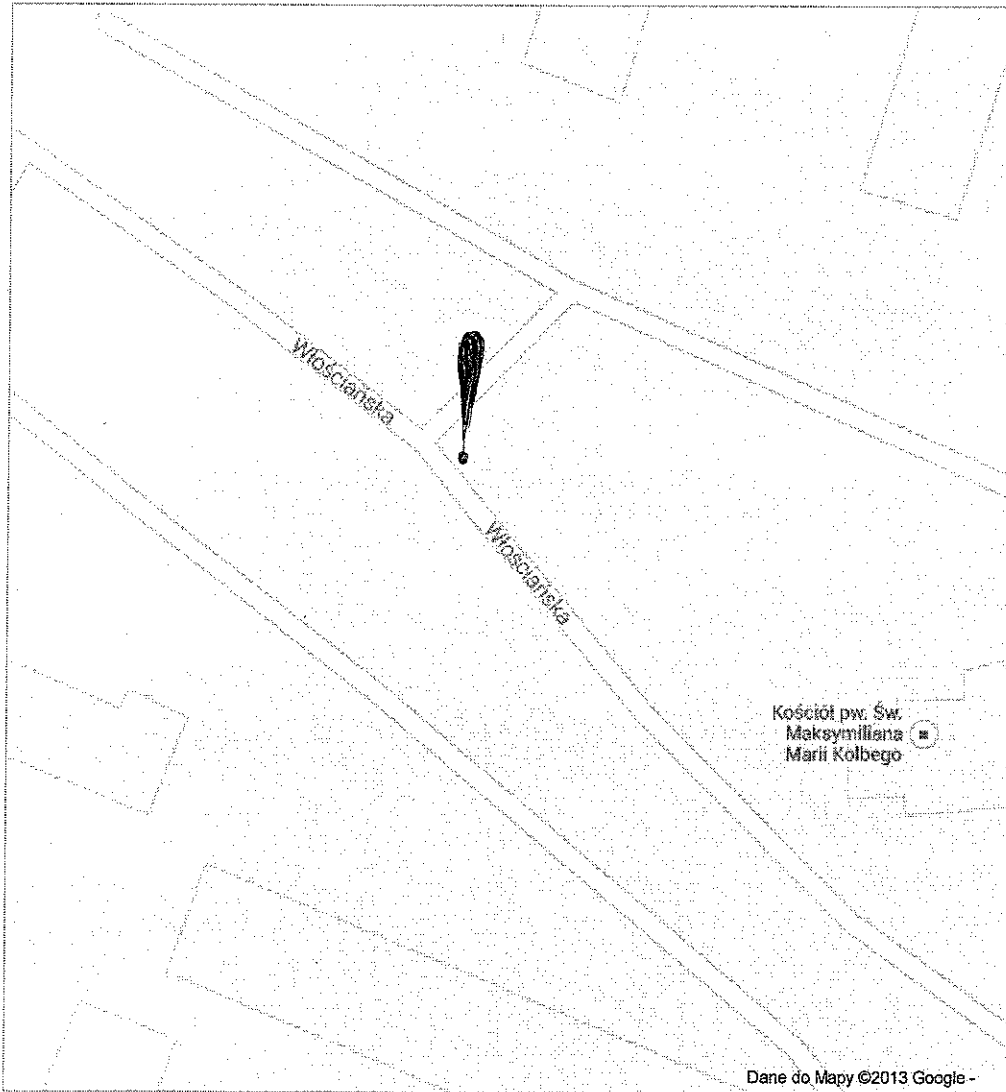 Włościańska
Włościańska
Kościół pw. Św.
Maksymiliana
Marii Kolbego
Dane do Mapy ©2013 Google -